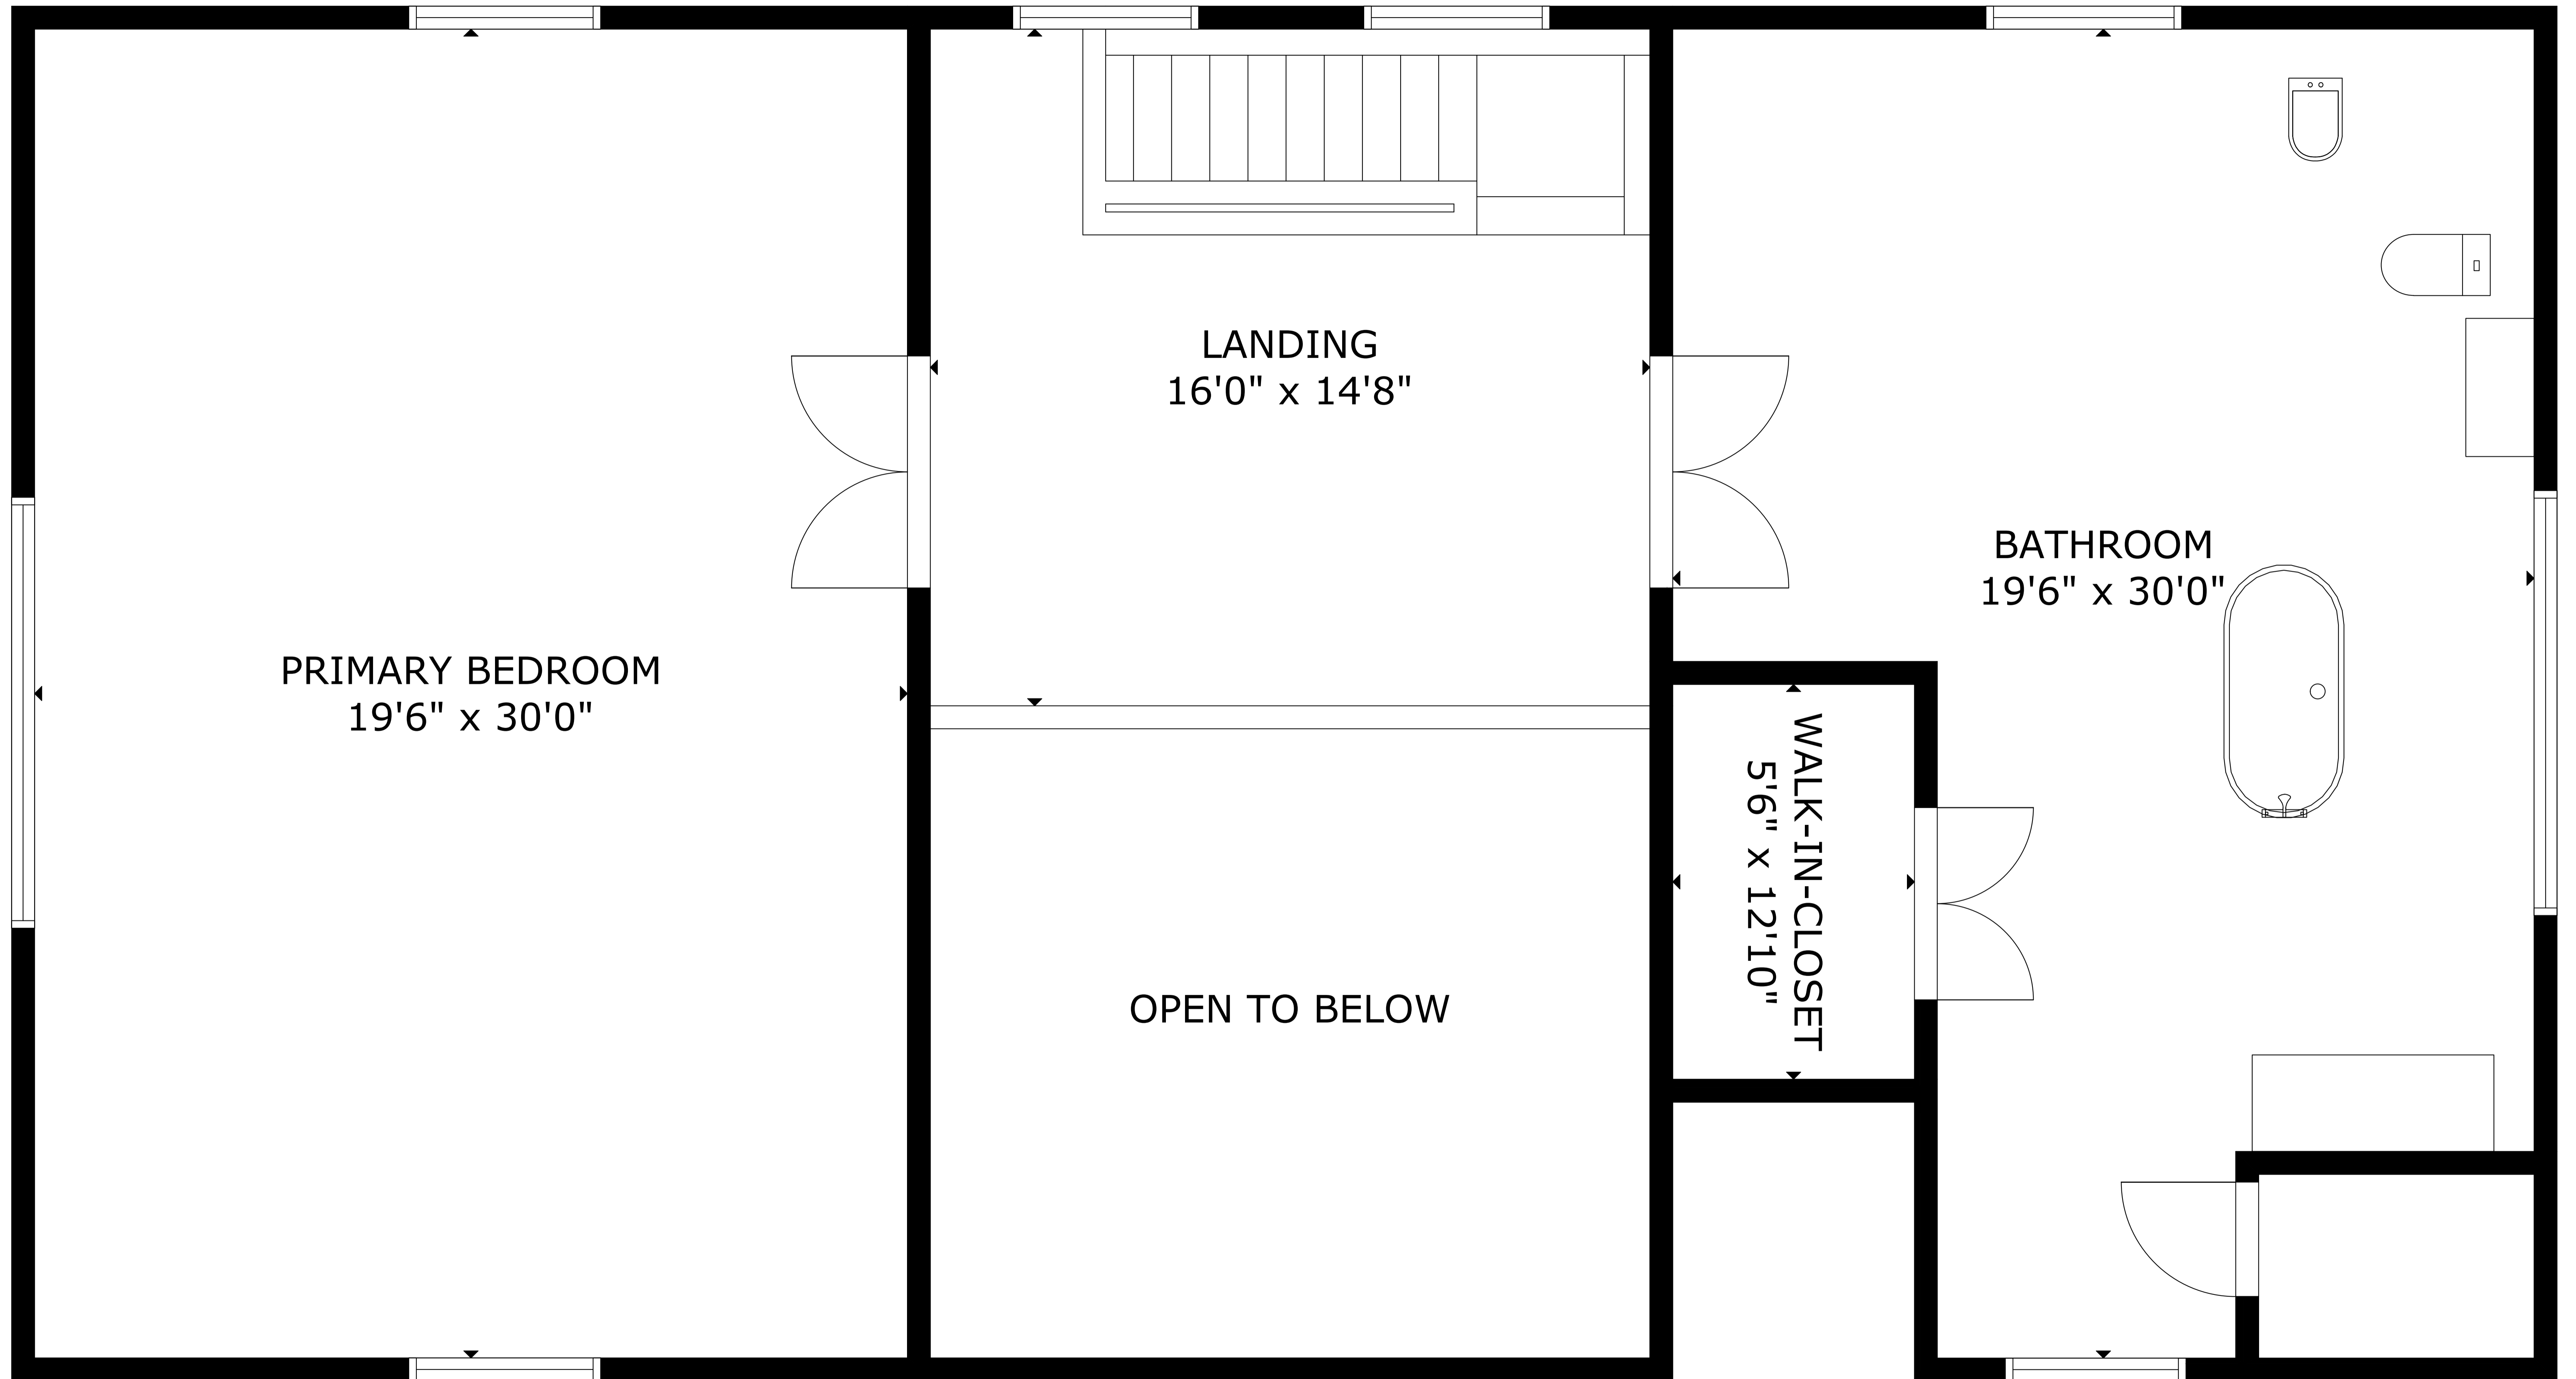 LANDING
16'0" x 14'8"
BATHROOM
19'6" x 30'0"
PRIMARY BEDROOM
19'6" x 30'0"
WALK-IN-CLOSET
5'6" x 12'10"
OPEN TO BELOW